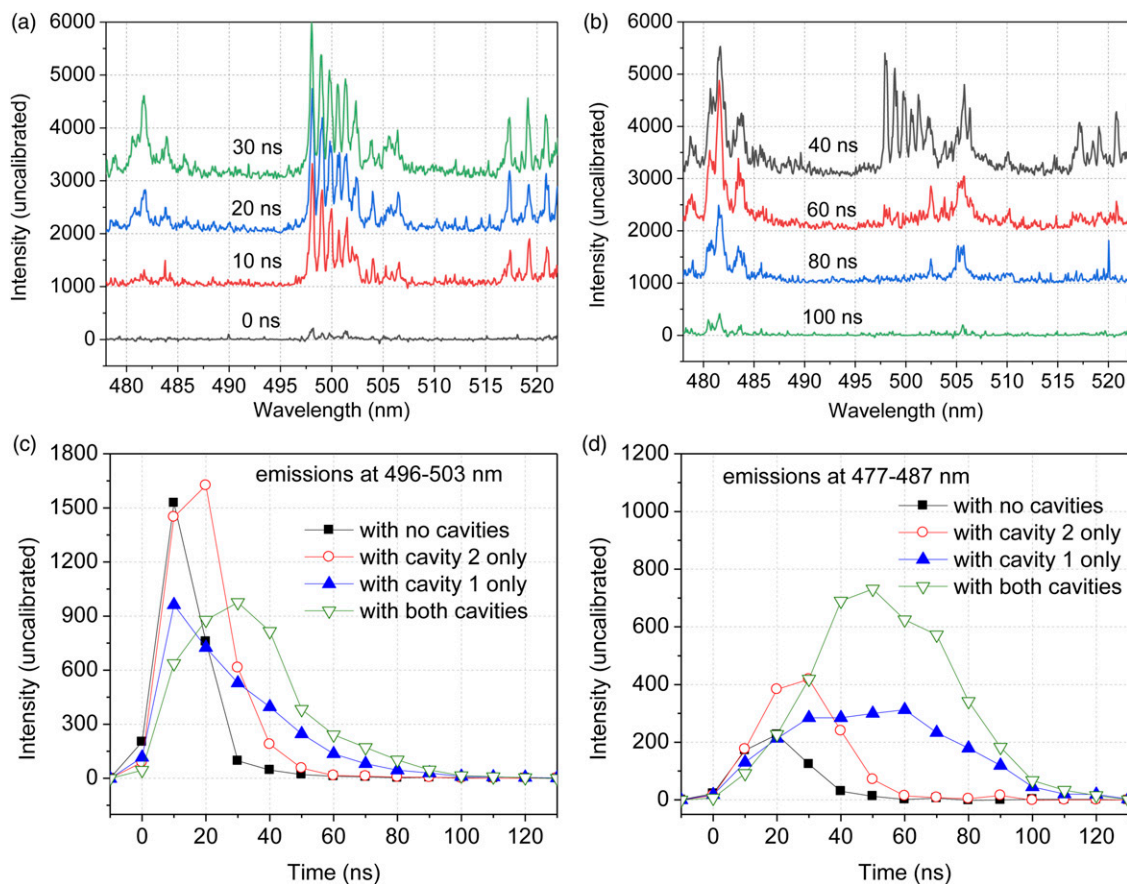 (a)
6000
5000
4000
3000
2000
1000
0
Intensity (uncalibrated)
30 ns
20 ns
10 ns
0 ns
480 485 490 495 500 505 510 515 520
Wavelength (nm)
(b)
6000
5000
4000
3000
2000
1000
0
Intensity (uncalibrated)
40 ns
60 ns
80 ns
100 ns
480 485 490 495 500 505 510 515 520
Wavelength (nm)
(c)
1800
1500
1200
900
600
300
0
Intensity (uncalibrated)
emissions at 496-503 nm
with no cavities
with cavity 2 only
with cavity 1 only
with both cavities
0 20 40 60 80 100 120
Time (ns)
(d)
1200
1000
800
600
400
200
0
Intensity (uncalibrated)
emissions at 477-487 nm
with no cavities
with cavity 2 only
with cavity 1 only
with both cavities
0 20 40 60 80 100 120
Time (ns)